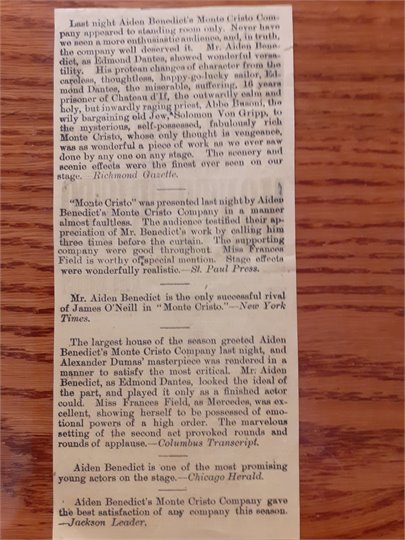 Last night Aiden Benedict's Monte Cristo Com-
pany appeared to standing room only. Never have
we seen a more enthusiastic audience, and, in truth,
the company well deserved it. Mr. Aiden Bene-
dict, as Edmond Dantes, showed wonderful versa-
tility. His protean changes of character from the
careless, thoughtless, happy-go-lucky sailor, Ed-
mond Dantes, the miserable, suffering, 16 years
prisoner of Chateau d'If, the outwardly calm and
holy, but inwardly raging priest, Abbe Busoni, the
wily bargaining old Jew, Solomon Von Gripp, to
the mysterious, self-possessed, fabulously rich
Monte Cristo, whose only thought is vengeance,
was as wonderful a piece of work as we ever saw
done by any one on any stage. The scenery and
scenic effects were the finest ever seen on our
stage.—Richmond Gazette.
"Monte Cristo" was presented last night by Aiden
Benedict's Monte Cristo Company in a manner
almost faultless. The audience testified their ap-
preciation of Mr. Benedict's work by calling him
three times before the curtain. The supporting
company were good throughout. Miss Frances
Field is worthy of special mention. Stage effects
were wonderfully realistic.—St. Paul Press.
Mr. Aiden Benedict is the only successful rival
of James O'Neill in "Monte Cristo."—New York
Times.
The largest house of the season greeted Aiden
Benedict's Monte Cristo Company last night, and
Alexander Dumas' masterpiece was rendered in a
manner to satisfy the most critical. Mr. Aiden
Benedict, as Edmond Dantes, looked the ideal of
the part, and played it only as a finished actor
could. Miss Frances Field, as Mercedes, was ex-
cellent, showing herself to be possessed of emo-
tional powers of a high order. The marvelous
setting of the second act provoked rounds and
rounds of applause.—Columbus Transcript.
Aiden Benedict is one of the most promising
young actors on the stage.—Chicago Herald.
Aiden Benedict's Monte Cristo Company gave
the best satisfaction of any company this season.
—Jackson Leader.